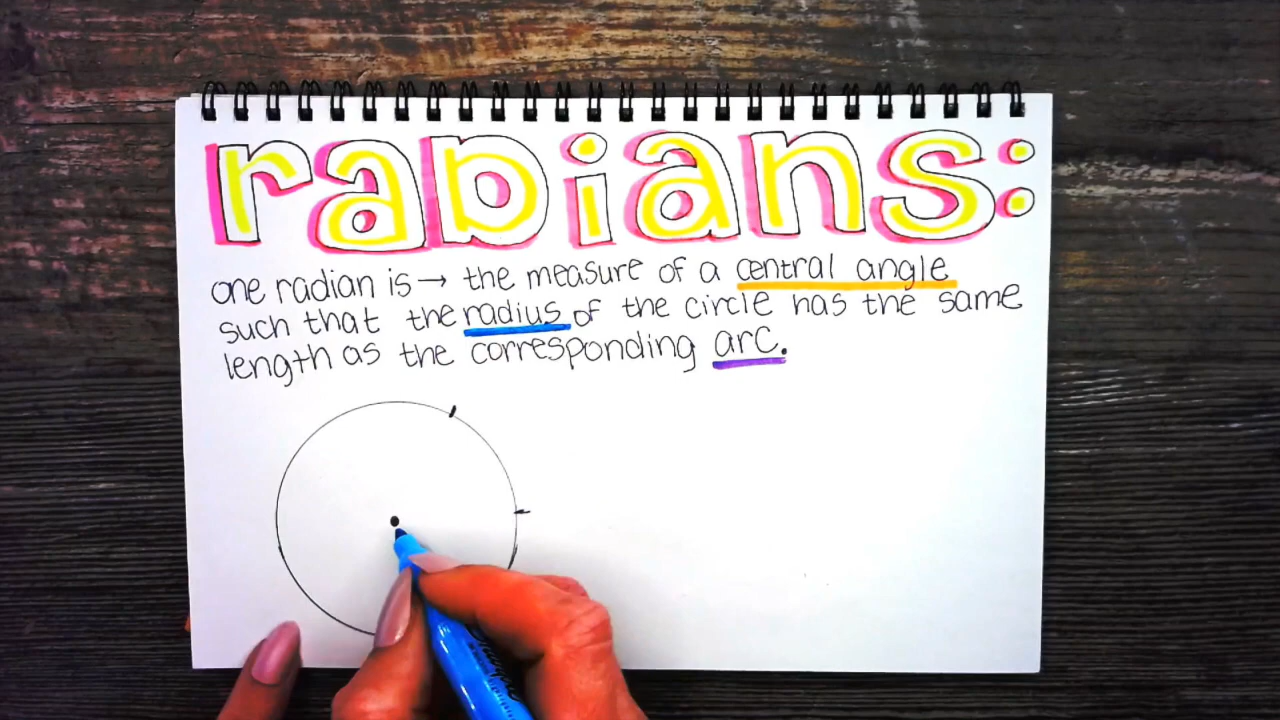 radians:
one radian is → the measure of a central angle
such that the radius of the circle has the same
length as the corresponding arc.